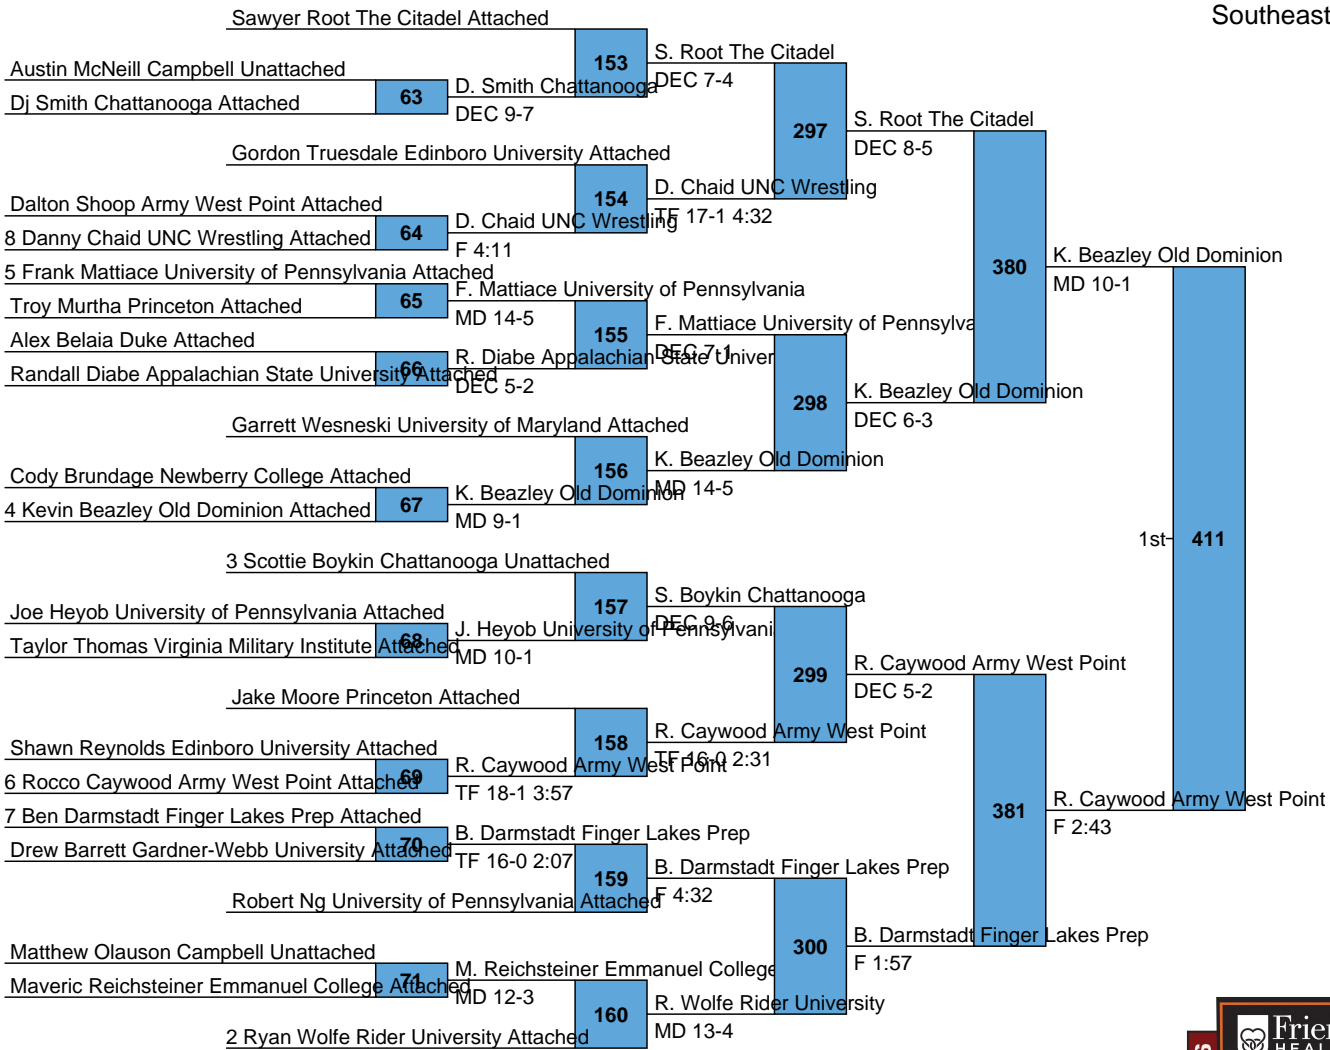 Southeast
Sawyer Root The Citadel Attached
153
S. Root The Citadel
DEC 7-4
Austin McNeill Campbell Unattached
63
D. Smith Chattanooga
DEC 9-7
Dj Smith Chattanooga Attached
297
S. Root The Citadel
DEC 8-5
Gordon Truesdale Edinboro University Attached
154
D. Chaid UNC Wrestling
TF 17-1 4:32
Dalton Shoop Army West Point Attached
64
D. Chaid UNC Wrestling
F 4:11
8 Danny Chaid UNC Wrestling Attached
380
K. Beazley Old Dominion
MD 10-1
5 Frank Mattiace University of Pennsylvania Attached
65
F. Mattiace University of Pennsylvania
MD 14-5
Troy Murtha Princeton Attached
155
F. Mattiace University of Pennsylva
DEC 7-1
Alex Belaia Duke Attached
66
R. Diabe Appalachian State Univer
DEC 5-2
Randall Diabe Appalachian State University Attached
298
K. Beazley Old Dominion
DEC 6-3
Garrett Wesneski University of Maryland Attached
156
K. Beazley Old Dominion
MD 14-5
Cody Brundage Newberry College Attached
67
K. Beazley Old Dominion
MD 9-1
4 Kevin Beazley Old Dominion Attached
1st
411
3 Scottie Boykin Chattanooga Unattached
157
S. Boykin Chattanooga
DEC 9-6
Joe Heyob University of Pennsylvania Attached
68
J. Heyob University of Pennsylvani
MD 10-1
Taylor Thomas Virginia Military Institute Attached
299
R. Caywood Army West Point
DEC 5-2
Jake Moore Princeton Attached
158
R. Caywood Army West Point
TF 16-0 2:31
Shawn Reynolds Edinboro University Attached
69
R. Caywood Army West Point
TF 18-1 3:57
6 Rocco Caywood Army West Point Attached
381
R. Caywood Army West Point
F 2:43
7 Ben Darmstadt Finger Lakes Prep Attached
70
B. Darmstadt Finger Lakes Prep
TF 16-0 2:07
Drew Barrett Gardner-Webb University Attached
159
B. Darmstadt Finger Lakes Prep
F 4:32
Robert Ng University of Pennsylvania Attached
300
B. Darmstadt Finger Lakes Prep
F 1:57
Matthew Olauson Campbell Unattached
71
M. Reichsteiner Emmanuel College
MD 12-3
Maveric Reichsteiner Emmanuel College Attached
160
R. Wolfe Rider University
MD 13-4
2 Ryan Wolfe Rider University Attached